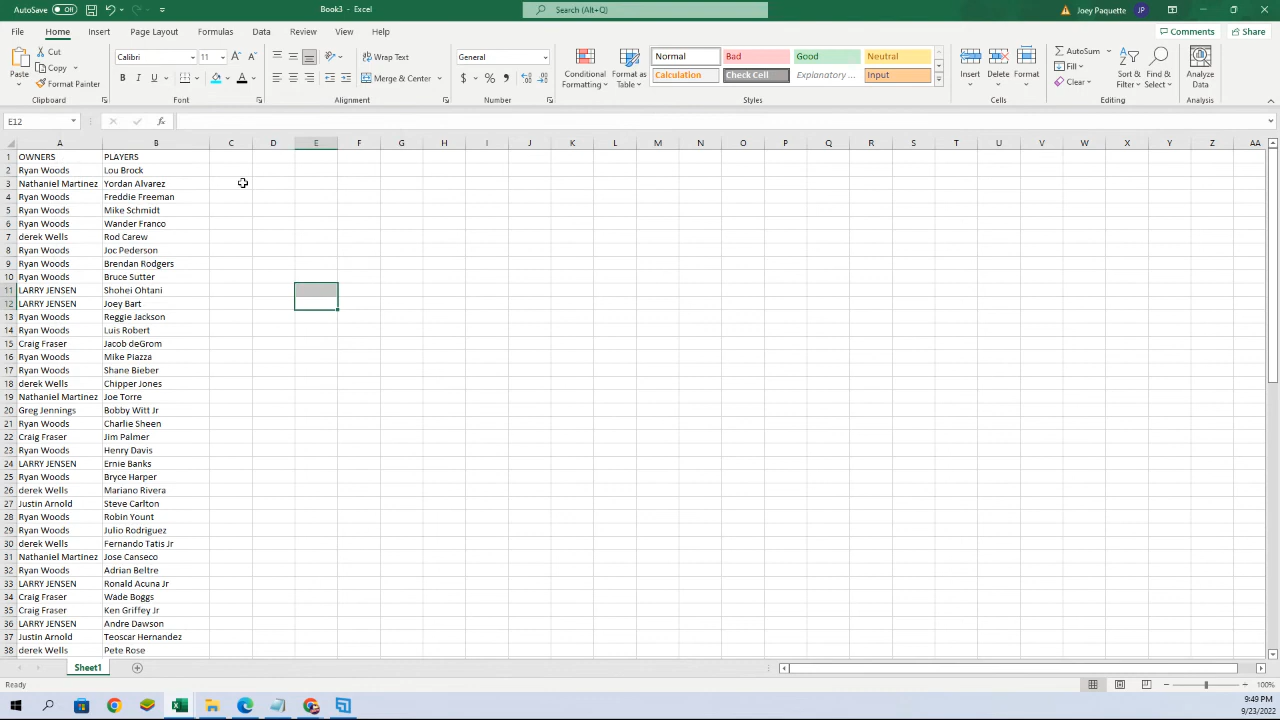 AutoSave Off Book3 - Excel Search (Alt+Q) Joey Paquette JP
File Home Insert Page Layout Formulas Data Review View Help Comments Share
Paste Cut Copy Format Painter Clipboard
Calibri 11 B I U Font
Wrap Text Merge & Center Alignment
General $ % , Number
Conditional Formatting Format as Table
Normal Bad Good Neutral
Calculation Check Cell Explanatory ... Input
Styles
Insert Delete Format Cells
AutoSum Fill Clear Sort & Filter Find & Select Editing
Analyze Data Analysis
E12 fx
A B C D E F G H I J K L M N O P Q R S T U V W X Y Z AA
1 OWNERS PLAYERS
2 Ryan Woods Lou Brock
3 Nathaniel Martinez Yordan Alvarez
4 Ryan Woods Freddie Freeman
5 Ryan Woods Mike Schmidt
6 Ryan Woods Wander Franco
7 derek Wells Rod Carew
8 Ryan Woods Joc Pederson
9 Ryan Woods Brendan Rodgers
10 Ryan Woods Bruce Sutter
11 LARRY JENSEN Shohei Ohtani
12 LARRY JENSEN Joey Bart
13 Ryan Woods Reggie Jackson
14 Ryan Woods Luis Robert
15 Craig Fraser Jacob deGrom
16 Ryan Woods Mike Piazza
17 Ryan Woods Shane Bieber
18 derek Wells Chipper Jones
19 Nathaniel Martinez Joe Torre
20 Greg Jennings Bobby Witt Jr
21 Ryan Woods Charlie Sheen
22 Craig Fraser Jim Palmer
23 Ryan Woods Henry Davis
24 LARRY JENSEN Ernie Banks
25 Ryan Woods Bryce Harper
26 derek Wells Mariano Rivera
27 Justin Arnold Steve Carlton
28 Ryan Woods Robin Yount
29 Ryan Woods Julio Rodriguez
30 derek Wells Fernando Tatis Jr
31 Nathaniel Martinez Jose Canseco
32 Ryan Woods Adrian Beltre
33 LARRY JENSEN Ronald Acuna Jr
34 Craig Fraser Wade Boggs
35 Craig Fraser Ken Griffey Jr
36 LARRY JENSEN Andre Dawson
37 Justin Arnold Teoscar Hernandez
38 derek Wells Pete Rose
Sheet1
Ready 100%
9:49 PM
9/23/2022